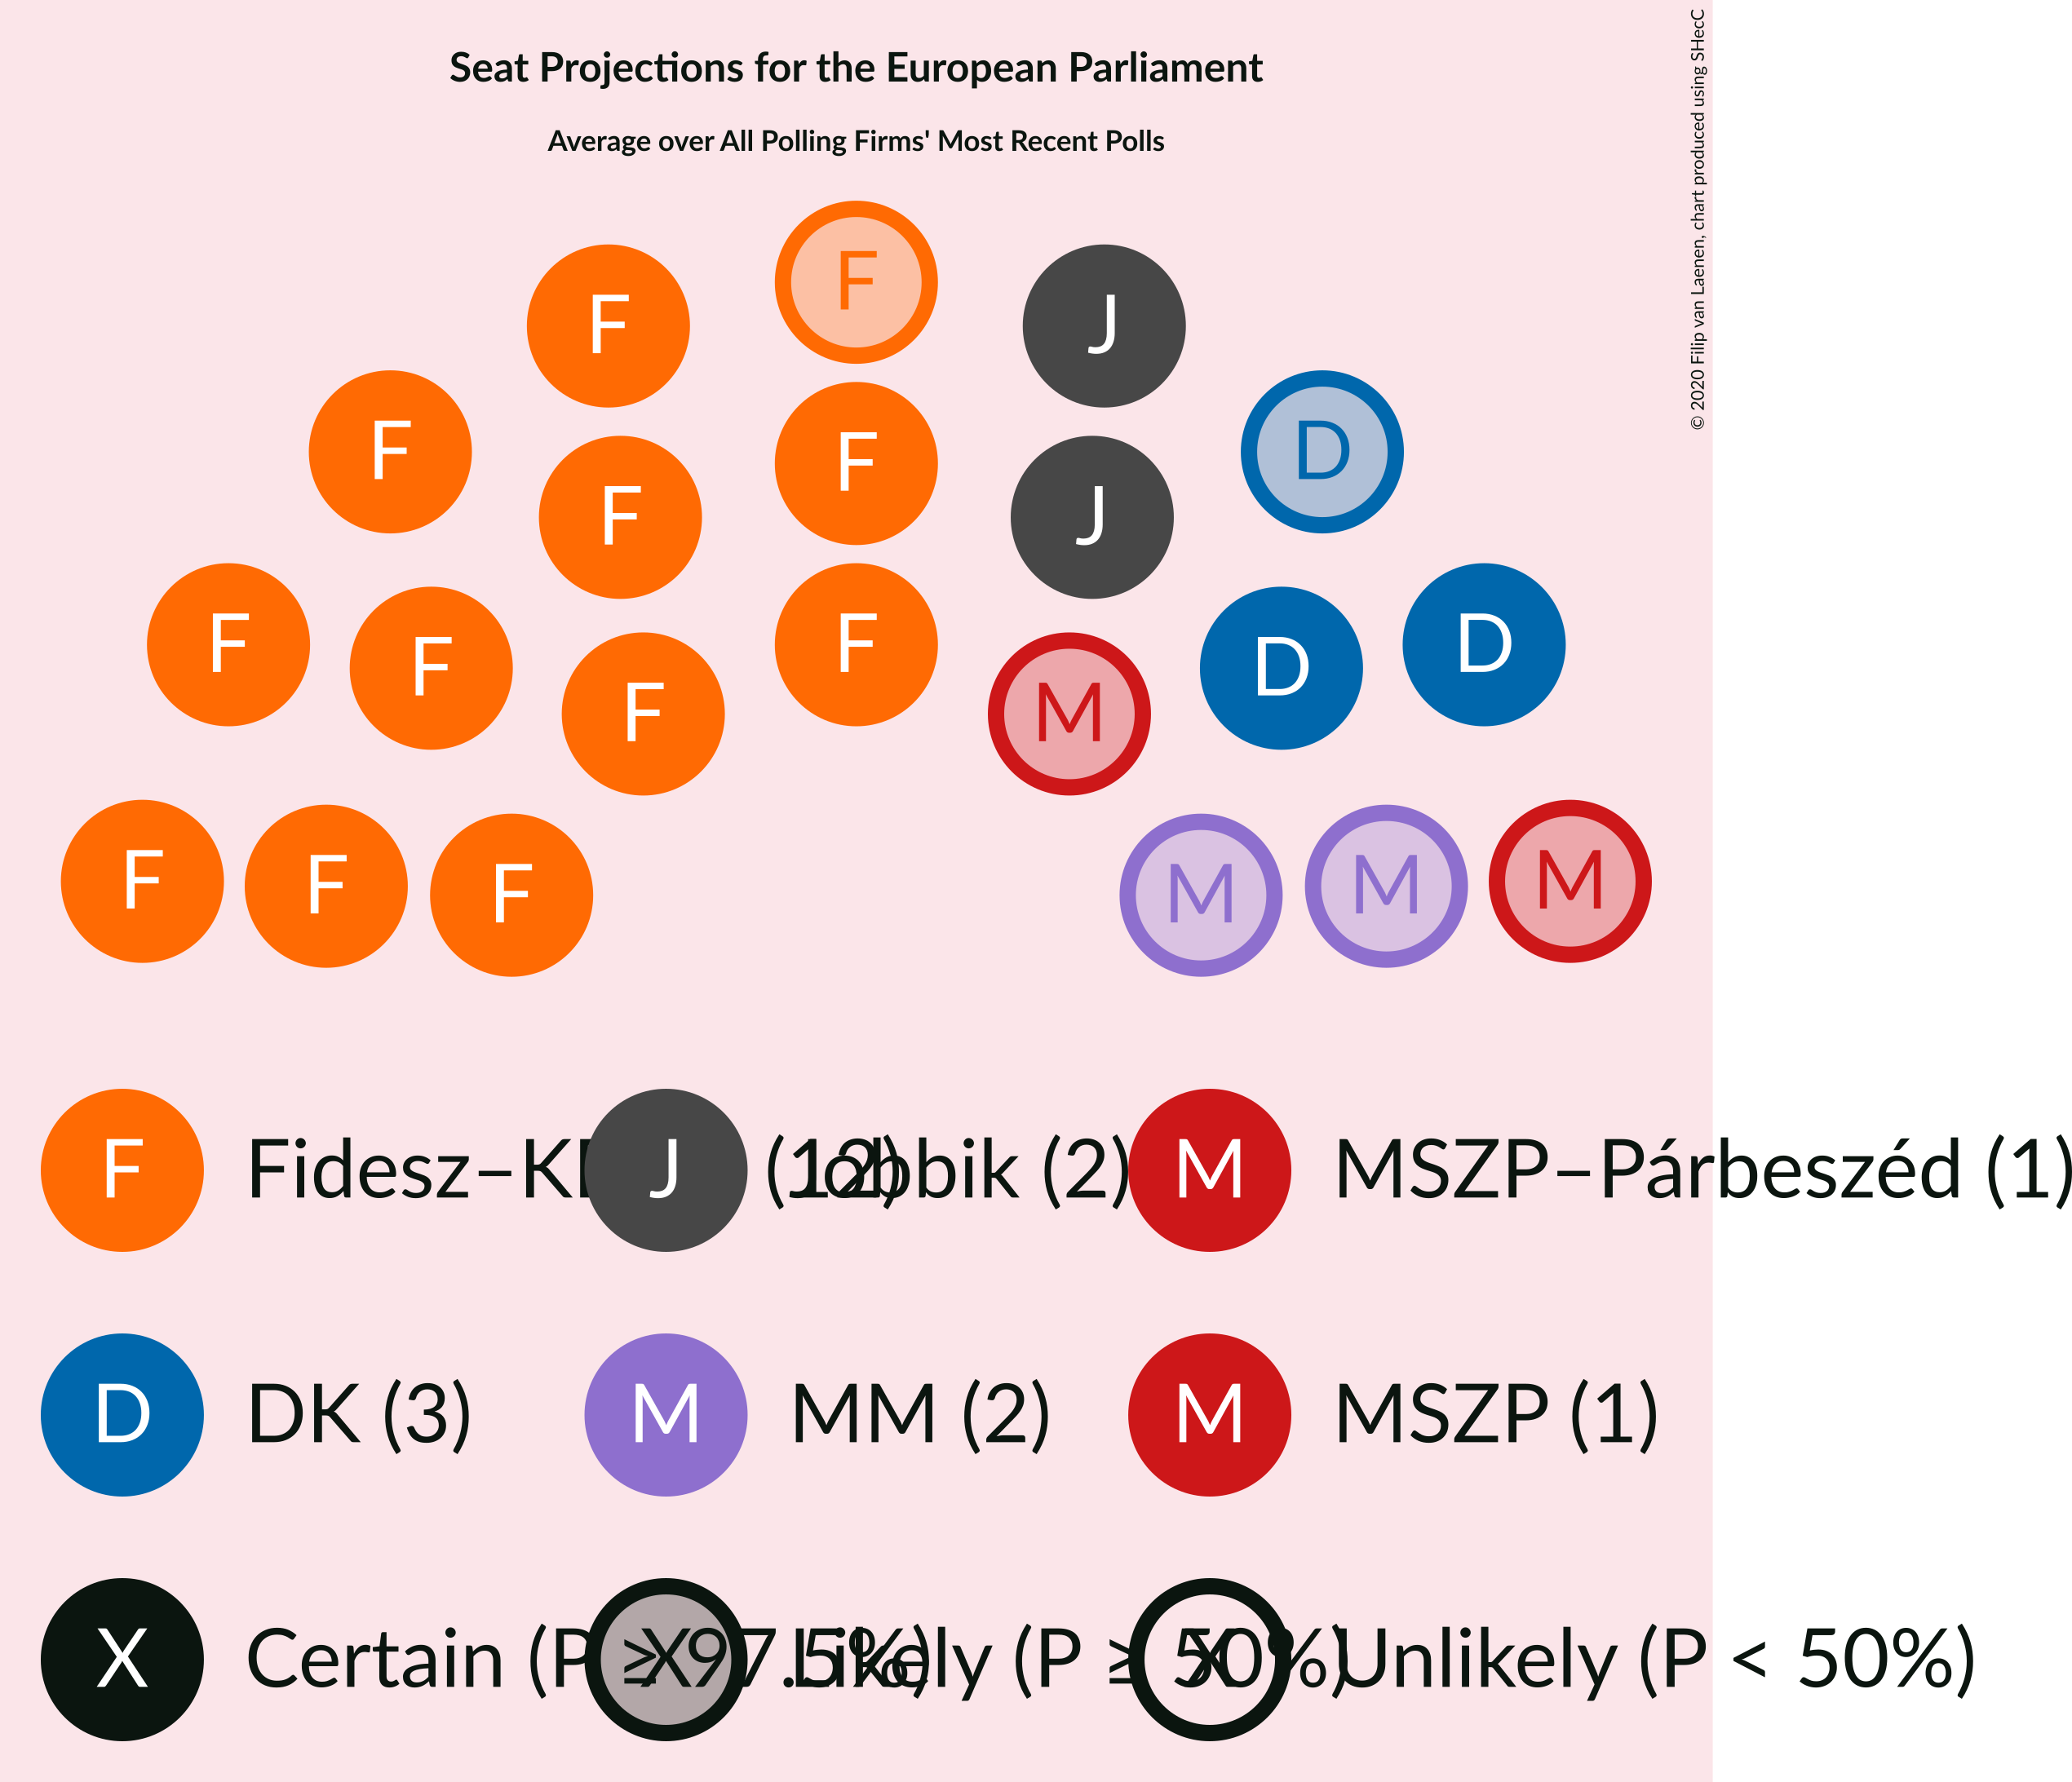 Seat Projections for the European Parliament
Average over All Polling Firms' Most Recent Polls
© 2020 Filip van Laenen, chart produced using SHecC
F
F J
F D
F
F J
F F D
F D
F M
F F F M M M
F Fidesz–K (12) J Jobbik (2) M MSZP–Párbeszéd (1)
D DK (3) M MM (2) M MSZP (1)
X Certain (P ≥ 97.5%) X Likely (P ≥ 50% X Unlikely (P < 50%)